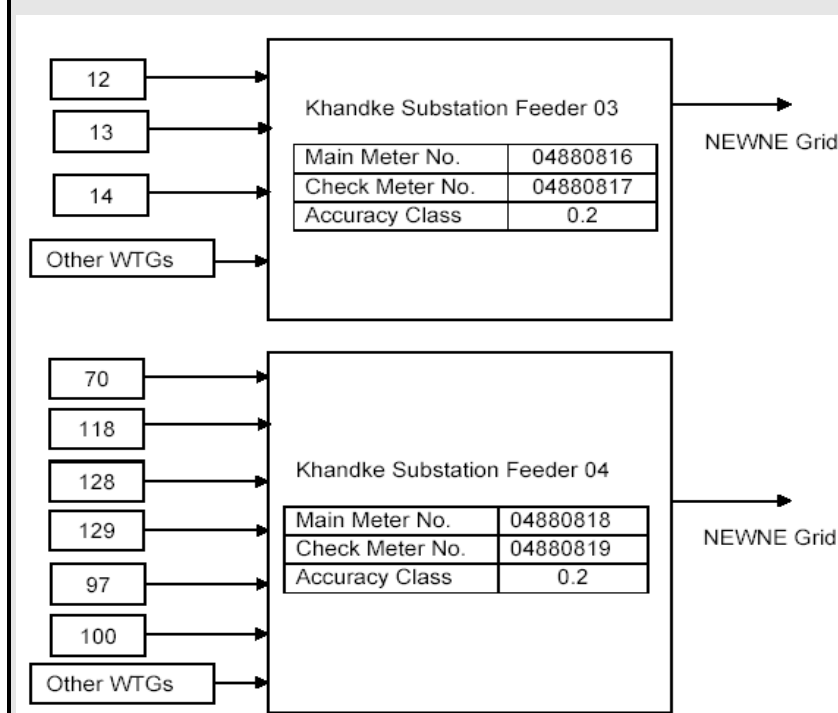 12
13
14
Other WTGs
Khandke Substation Feeder 03
Main Meter No. 04880816
Check Meter No. 04880817
Accuracy Class 0.2
NEWNE Grid
70
118
128
129
97
100
Other WTGs
Khandke Substation Feeder 04
Main Meter No. 04880818
Check Meter No. 04880819
Accuracy Class 0.2
NEWNE Grid